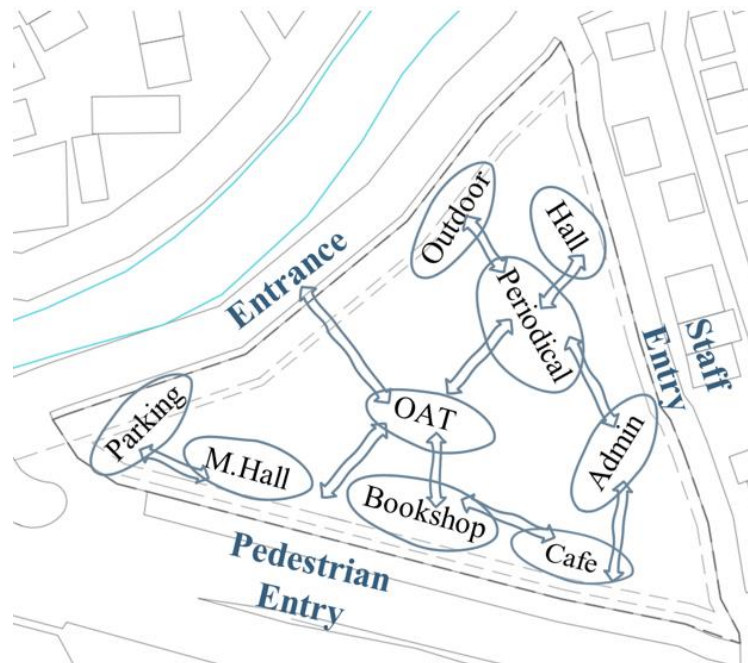 Outdoor
Hall
Entrance
Periodical
Staff
Entry
Parking
OAT
M.Hall
Admin
Bookshop
Cafe
Pedestrian
Entry